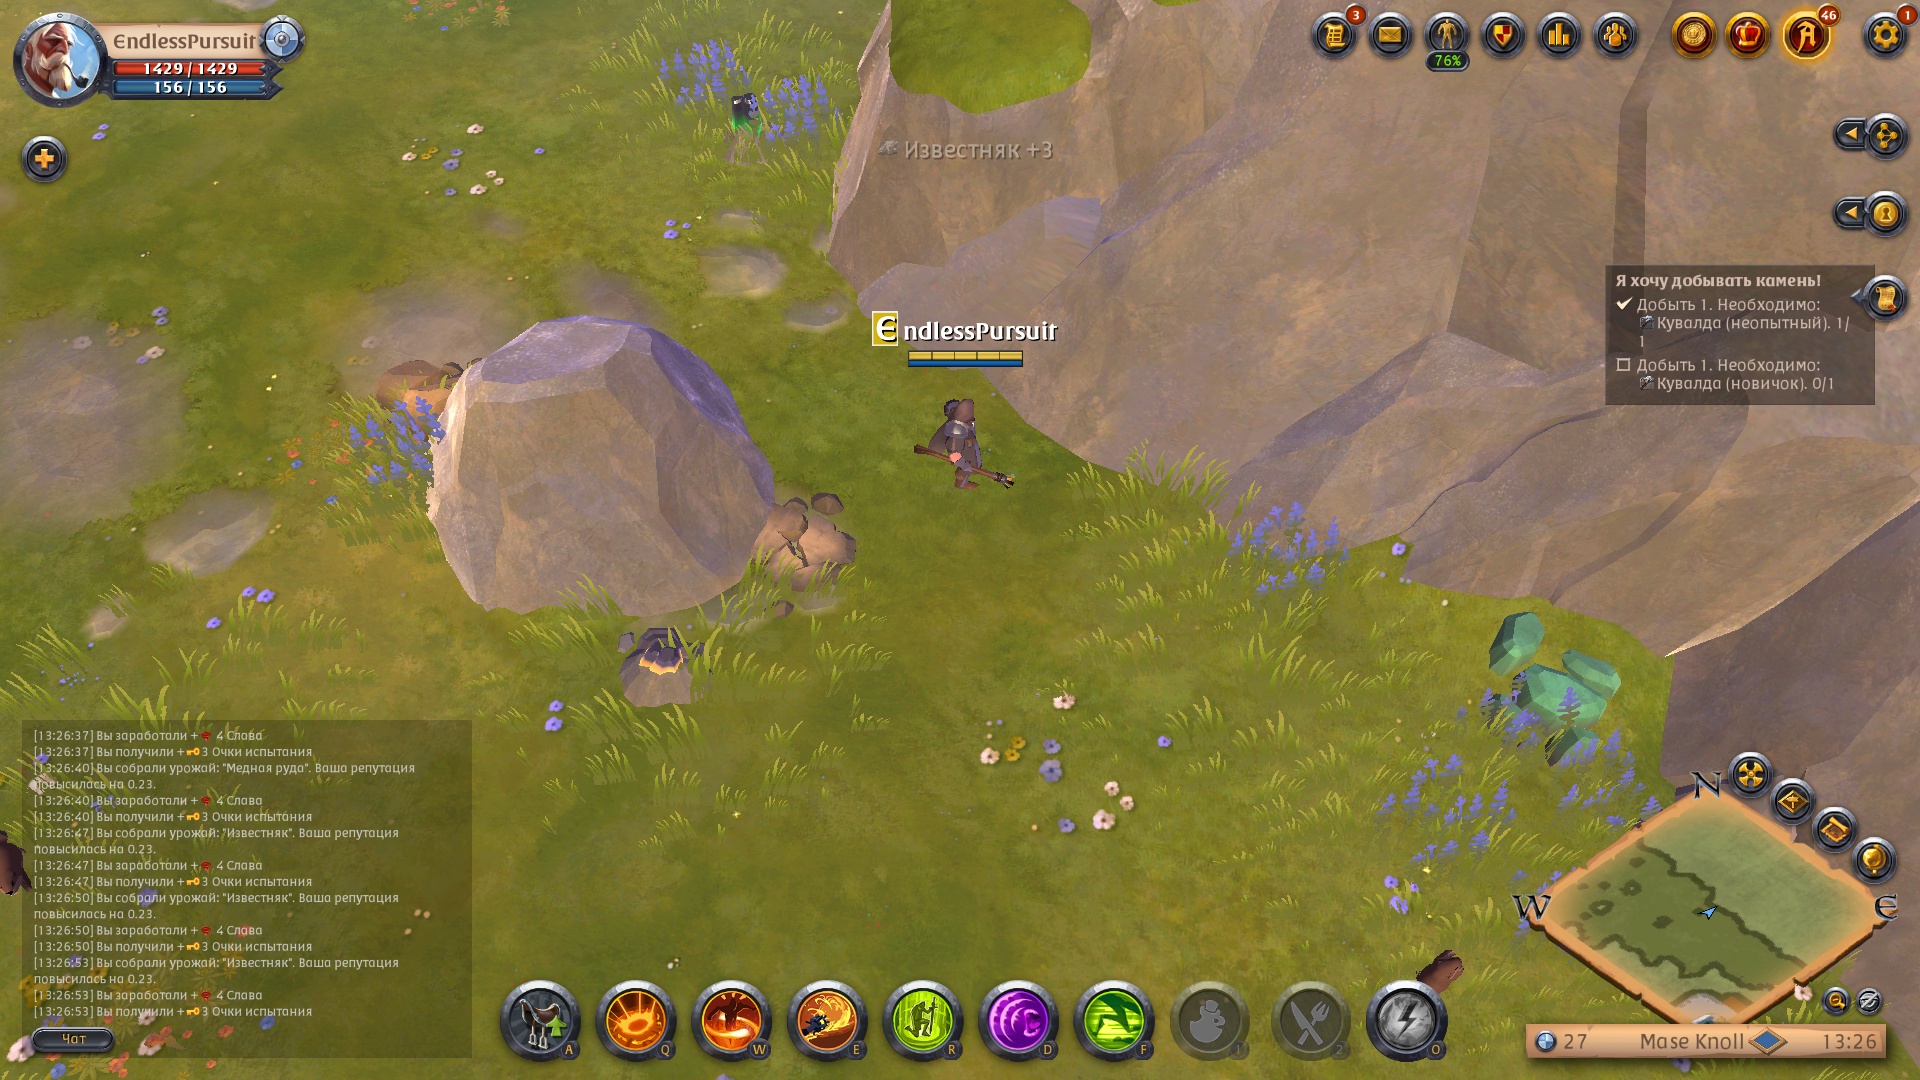 EndlessPursuit
1429 / 1429
156 / 156
3
76%
46
1
Известняк +3
EndlessPursuit
Я хочу добывать камень!
Добыть 1. Необходимо:
Кувалда (неопытный). 1/
1
Добыть 1. Необходимо:
Кувалда (новичок). 0/1
[13:26:37] Вы заработали + 4 Слава
[13:26:37] Вы получили + 3 Очки испытания
[13:26:40] Вы собрали урожай: "Медная руда". Ваша репутация
повысилась на 0.23.
[13:26:40] Вы заработали + 4 Слава
[13:26:40] Вы получили + 3 Очки испытания
[13:26:47] Вы собрали урожай: "Известняк". Ваша репутация
повысилась на 0.23.
[13:26:47] Вы заработали + 4 Слава
[13:26:47] Вы получили + 3 Очки испытания
[13:26:50] Вы собрали урожай: "Известняк". Ваша репутация
повысилась на 0.23.
[13:26:50] Вы заработали + 4 Слава
[13:26:50] Вы получили + 3 Очки испытания
[13:26:53] Вы собрали урожай: "Известняк". Ваша репутация
повысилась на 0.23.
[13:26:53] Вы заработали + 4 Слава
[13:26:53] Вы получили + 3 Очки испытания
Чат
A Q W E R D F 1 2 O
N
W
E
27 Mase Knoll 13:26